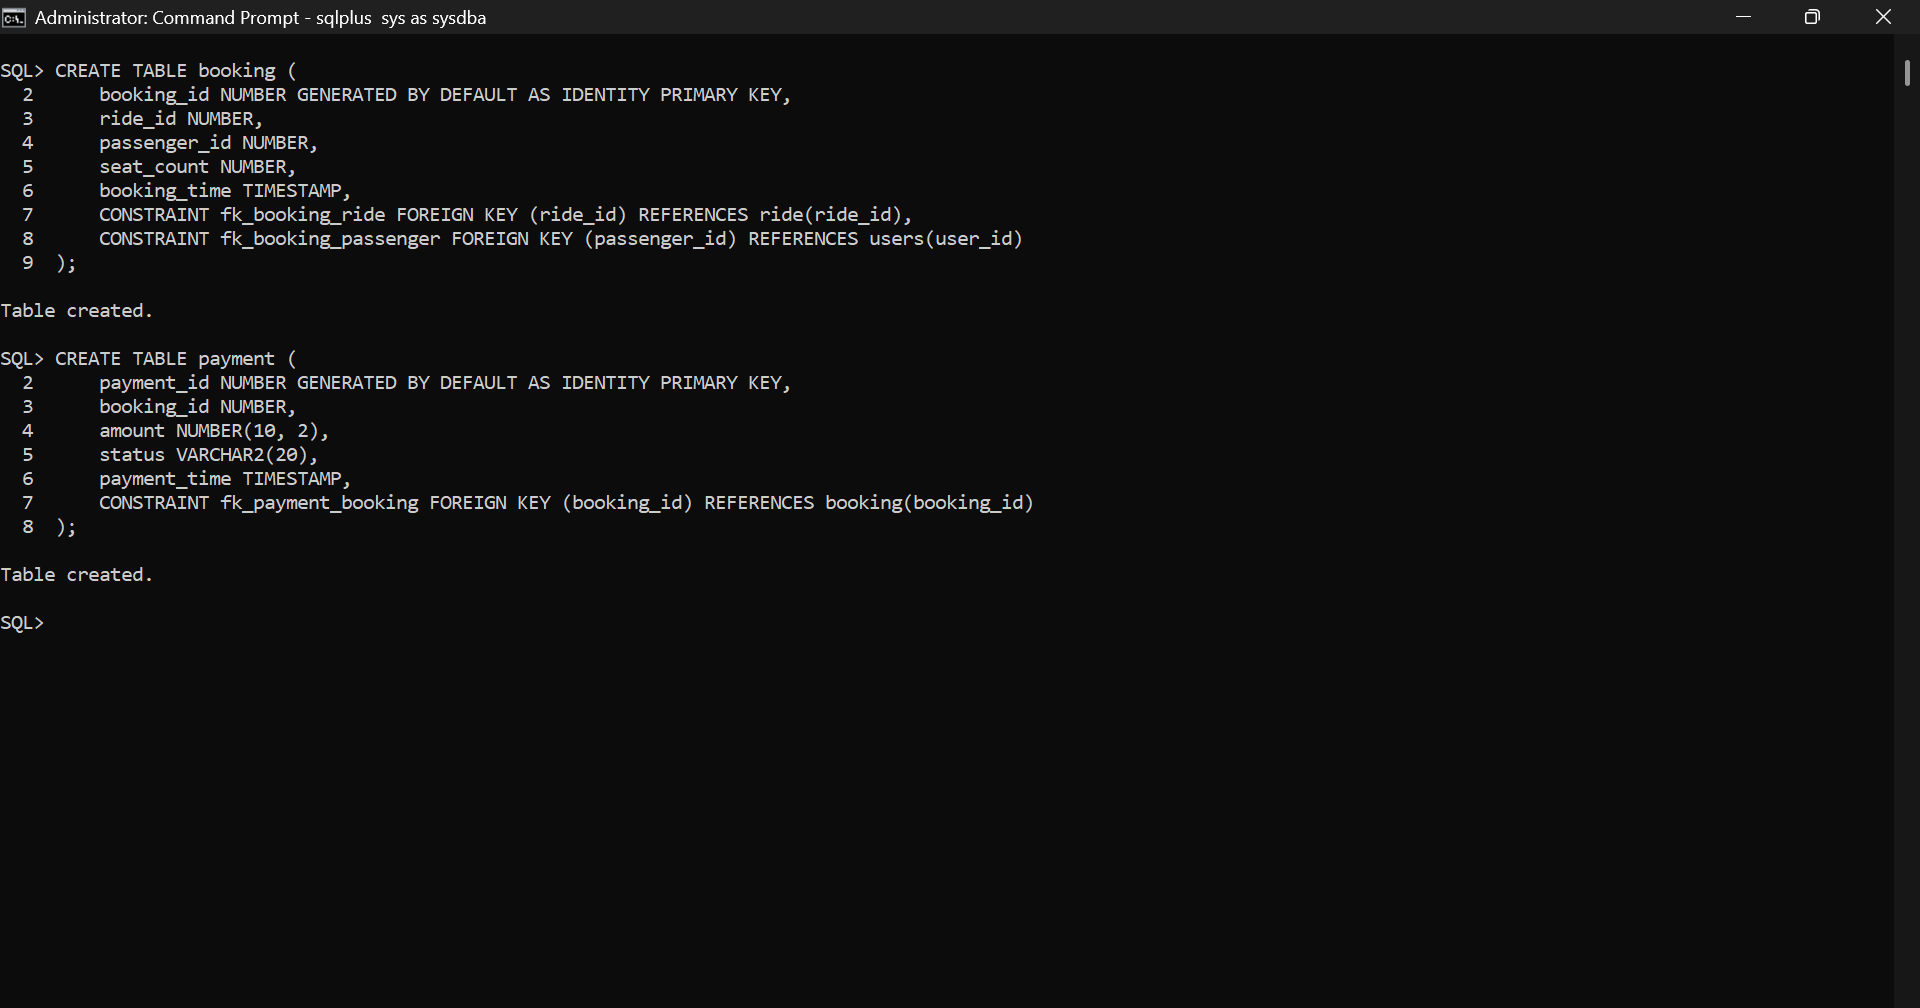 Administrator: Command Prompt - sqlplus  sys as sysdba
SQL> CREATE TABLE booking (
  2      booking_id NUMBER GENERATED BY DEFAULT AS IDENTITY PRIMARY KEY,
  3      ride_id NUMBER,
  4      passenger_id NUMBER,
  5      seat_count NUMBER,
  6      booking_time TIMESTAMP,
  7      CONSTRAINT fk_booking_ride FOREIGN KEY (ride_id) REFERENCES ride(ride_id),
  8      CONSTRAINT fk_booking_passenger FOREIGN KEY (passenger_id) REFERENCES users(user_id)
  9  );
Table created.
SQL> CREATE TABLE payment (
  2      payment_id NUMBER GENERATED BY DEFAULT AS IDENTITY PRIMARY KEY,
  3      booking_id NUMBER,
  4      amount NUMBER(10, 2),
  5      status VARCHAR2(20),
  6      payment_time TIMESTAMP,
  7      CONSTRAINT fk_payment_booking FOREIGN KEY (booking_id) REFERENCES booking(booking_id)
  8  );
Table created.
SQL>